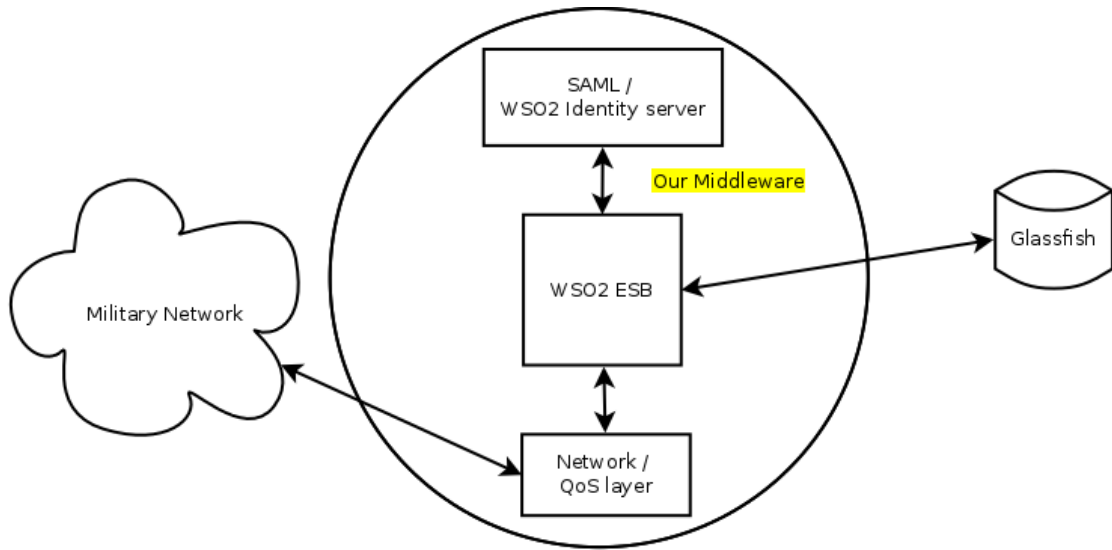 SAML /
WSO2 Identity server
Our Middleware
Glassfish
WSO2 ESB
Military Network
Network /
QoS layer